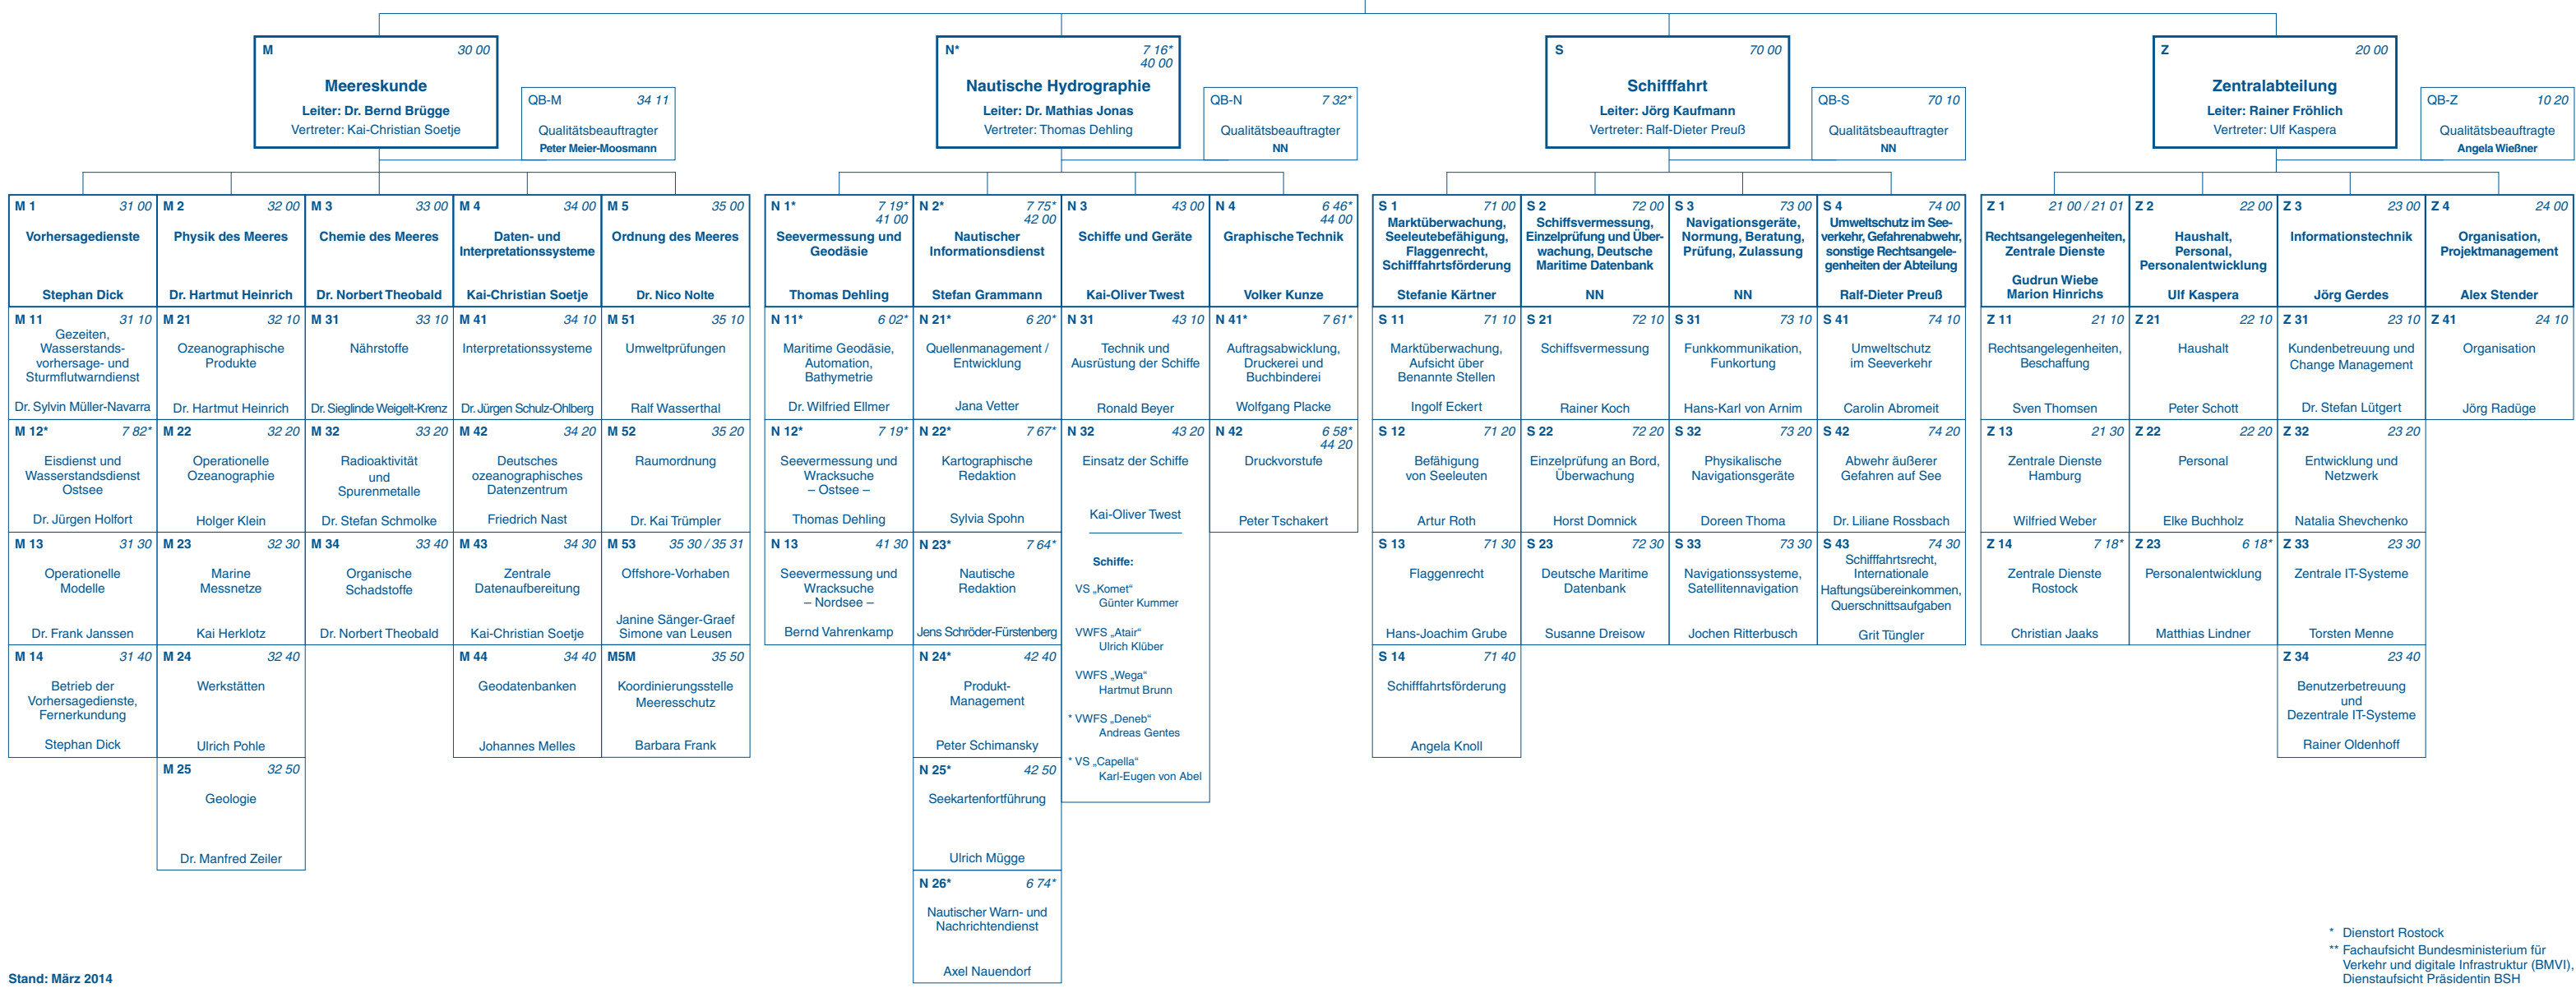 M 30 00
Meereskunde
Leiter: Dr. Bernd Brügge
Vertreter: Kai-Christian Soetje
QB-M 34 11
Qualitätsbeauftragter
Peter Meier-Moosmann
N* 7 16*
40 00
Nautische Hydrographie
Leiter: Dr. Mathias Jonas
Vertreter: Thomas Dehling
QB-N 7 32*
Qualitätsbeauftragter
NN
S 70 00
Schifffahrt
Leiter: Jörg Kaufmann
Vertreter: Ralf-Dieter Preuß
QB-S 70 10
Qualitätsbeauftragter
NN
Z 20 00
Zentralabteilung
Leiter: Rainer Fröhlich
Vertreter: Ulf Kaspera
QB-Z 10 20
Qualitätsbeauftragte
Angela Wießner
M 1 31 00
Vorhersagedienste
Stephan Dick
M 11 31 10
Gezeiten,
Wasserstands-
vorhersage- und
Sturmflutwarndienst
Dr. Sylvin Müller-Navarra
M 12* 7 82*
Eisdienst und
Wasserstandsdienst
Ostsee
Dr. Jürgen Holfort
M 13 31 30
Operationelle
Modelle
Dr. Frank Janssen
M 14 31 40
Betrieb der
Vorhersagedienste,
Fernerkundung
Stephan Dick
M 2 32 00
Physik des Meeres
Dr. Hartmut Heinrich
M 21 32 10
Ozeanographische
Produkte
Dr. Hartmut Heinrich
M 22 32 20
Operationelle
Ozeanographie
Holger Klein
M 23 32 30
Marine
Messnetze
Kai Herklotz
M 24 32 40
Werkstätten
Ulrich Pohle
M 25 32 50
Geologie
Dr. Manfred Zeiler
M 3 33 00
Chemie des Meeres
Dr. Norbert Theobald
M 31 33 10
Nährstoffe
Dr. Sieglinde Weigelt-Krenz
M 32 33 20
Radioaktivität
und
Spurenmetalle
Dr. Stefan Schmolke
M 34 33 40
Organische
Schadstoffe
Dr. Norbert Theobald
M 4 34 00
Daten- und
Interpretationssysteme
Kai-Christian Soetje
M 41 34 10
Interpretationssysteme
Dr. Jürgen Schulz-Ohlberg
M 42 34 20
Deutsches
ozeanographisches
Datenzentrum
Friedrich Nast
M 43 34 30
Zentrale
Datenaufbereitung
Kai-Christian Soetje
M 44 34 40
Geodatenbanken
Johannes Melles
M 5 35 00
Ordnung des Meeres
Dr. Nico Nolte
M 51 35 10
Umweltprüfungen
Ralf Wasserthal
M 52 35 20
Raumordnung
Dr. Kai Trümpler
M 53 35 30 / 35 31
Offshore-Vorhaben
Janine Sänger-Graef
Simone van Leusen
M5M 35 50
Koordinierungsstelle
Meeresschutz
Barbara Frank
N 1* 7 19*
41 00
Seevermessung und
Geodäsie
Thomas Dehling
N 11* 6 02*
Maritime Geodäsie,
Automation,
Bathymetrie
Dr. Wilfried Ellmer
N 12* 7 19*
Seevermessung und
Wracksuche
– Ostsee –
Thomas Dehling
N 13 41 30
Seevermessung und
Wracksuche
– Nordsee –
Bernd Vahrenkamp
N 2* 7 75*
42 00
Nautischer
Informationsdienst
Stefan Grammann
N 21* 6 20*
Quellenmanagement /
Entwicklung
Jana Vetter
N 22* 7 67*
Kartographische
Redaktion
Sylvia Spohn
N 23* 7 64*
Nautische
Redaktion
Jens Schröder-Fürstenberg
N 24* 42 40
Produkt-
Management
Peter Schimansky
N 25* 42 50
Seekartenfortführung
Ulrich Mügge
N 26* 6 74*
Nautischer Warn- und
Nachrichtendienst
Axel Nauendorf
N 3 43 00
Schiffe und Geräte
Kai-Oliver Twest
N 31 43 10
Technik und
Ausrüstung der Schiffe
Ronald Beyer
N 32 43 20
Einsatz der Schiffe
Kai-Oliver Twest
Schiffe:
VS „Komet“
Günter Kummer
VWFS „Atair“
Ulrich Klüber
VWFS „Wega“
Hartmut Brunn
* VWFS „Deneb“
Andreas Gentes
* VS „Capella“
Karl-Eugen von Abel
N 4 6 46*
44 00
Graphische Technik
Volker Kunze
N 41* 7 61*
Auftragsabwicklung,
Druckerei und
Buchbinderei
Wolfgang Placke
N 42 6 58*
44 20
Druckvorstufe
Peter Tschakert
S 1 71 00
Marktüberwachung,
Seeleutebefähigung,
Flaggenrecht,
Schifffahrtsförderung
Stefanie Kärtner
S 11 71 10
Marktüberwachung,
Aufsicht über
Benannte Stellen
Ingolf Eckert
S 12 71 20
Befähigung
von Seeleuten
Artur Roth
S 13 71 30
Flaggenrecht
Hans-Joachim Grube
S 14 71 40
Schifffahrtsförderung
Angela Knoll
S 2 72 00
Schiffsvermessung,
Einzelprüfung und Über-
wachung, Deutsche
Maritime Datenbank
NN
S 21 72 10
Schiffsvermessung
Rainer Koch
S 22 72 20
Einzelprüfung an Bord,
Überwachung
Horst Domnick
S 23 72 30
Deutsche Maritime
Datenbank
Susanne Dreisow
S 3 73 00
Navigationsgeräte,
Normung, Beratung,
Prüfung, Zulassung
NN
S 31 73 10
Funkkommunikation,
Funkortung
Hans-Karl von Arnim
S 32 73 20
Physikalische
Navigationsgeräte
Doreen Thoma
S 33 73 30
Navigationssysteme,
Satellitennavigation
Jochen Ritterbusch
S 4 74 00
Umweltschutz im See-
verkehr, Gefahrenabwehr,
sonstige Rechtsangele-
genheiten der Abteilung
Ralf-Dieter Preuß
S 41 74 10
Umweltschutz
im Seeverkehr
Carolin Abromeit
S 42 74 20
Abwehr äußerer
Gefahren auf See
Dr. Liliane Rossbach
S 43 74 30
Schifffahrtsrecht,
Internationale
Haftungsübereinkommen,
Querschnittsaufgaben
Grit Tüngler
Z 1 21 00 / 21 01
Rechtsangelegenheiten,
Zentrale Dienste
Gudrun Wiebe
Marion Hinrichs
Z 11 21 10
Rechtsangelegenheiten,
Beschaffung
Sven Thomsen
Z 13 21 30
Zentrale Dienste
Hamburg
Wilfried Weber
Z 14 7 18*
Zentrale Dienste
Rostock
Christian Jaaks
Z 2 22 00
Haushalt,
Personal,
Personalentwicklung
Ulf Kaspera
Z 21 22 10
Haushalt
Peter Schott
Z 22 22 20
Personal
Elke Buchholz
Z 23 6 18*
Personalentwicklung
Matthias Lindner
Z 3 23 00
Informationstechnik
Jörg Gerdes
Z 31 23 10
Kundenbetreuung und
Change Management
Dr. Stefan Lütgert
Z 32 23 20
Entwicklung und
Netzwerk
Natalia Shevchenko
Z 33 23 30
Zentrale IT-Systeme
Torsten Menne
Z 34 23 40
Benutzerbetreuung
und
Dezentrale IT-Systeme
Rainer Oldenhoff
Z 4 24 00
Organisation,
Projektmanagement
Alex Stender
Z 41 24 10
Organisation
Jörg Radüge
Stand: März 2014
* Dienstort Rostock
** Fachaufsicht Bundesministerium für
Verkehr und digitale Infrastruktur (BMVI),
Dienstaufsicht Präsidentin BSH